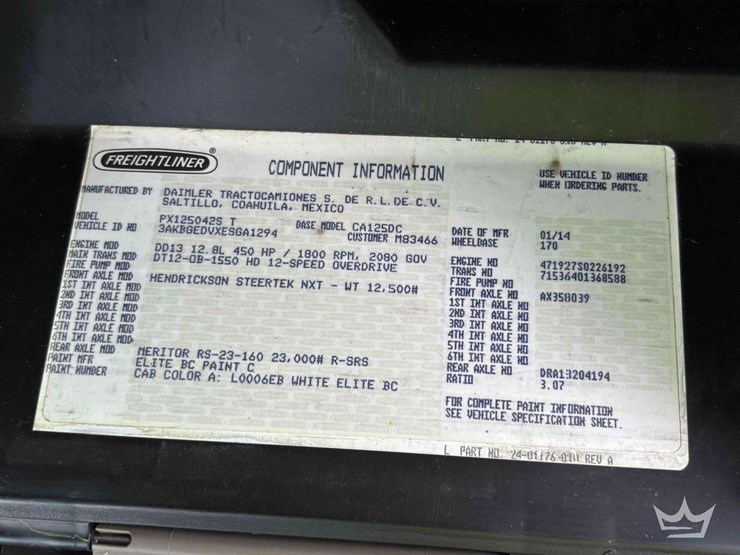 FREIGHTLINER®
COMPONENT INFORMATION
USE VEHICLE ID NUMBER
WHEN ORDERING PARTS.
MANUFACTURED BY DAIMLER TRACTOCAMIONES S. DE R.L.DE C.V.
SALTILLO, COAHUILA, MEXICO
MODEL PX125042S T BASE MODEL CA125DC DATE OF MFR 01/14
VEHICLE ID NO 3AKBGEDVXESGA1294 CUSTOMER M83466 WHEELBASE 170
ENGINE MOD DD13 12.8L 450 HP / 1800 RPM, 2080 GOV ENGINE NO 471927S0226192
MAIN TRANS MOD DT12-OB-1550 HD 12-SPEED OVERDRIVE TRANS NO 71536401368588
FIRE PUMP MOD FIRE PUMP NO
FRONT AXLE MOD HENDRICKSON STEERTEK NXT - WT 12,500# FRONT AXLE NO AX358039
1ST INT AXLE MOD 1ST INT AXLE NO
2ND INT AXLE MOD 2ND INT AXLE NO
3RD INT AXLE MOD 3RD INT AXLE NO
4TH INT AXLE MOD 4TH INT AXLE NO
5TH INT AXLE MOD 5TH INT AXLE NO
6TH INT AXLE MOD 6TH INT AXLE NO
REAR AXLE MOD MERITOR RS-23-160 23,000# R-SRS REAR AXLE NO DRA13204194
PAINT MFR ELITE BC PAINT C RATIO 3.07
PAINT NUMBER CAB COLOR A: L0006EB WHITE ELITE BC
FOR COMPLETE PAINT INFORMATION
SEE VEHICLE SPECIFICATION SHEET.
L PART NO. 24-01176-010 REV A